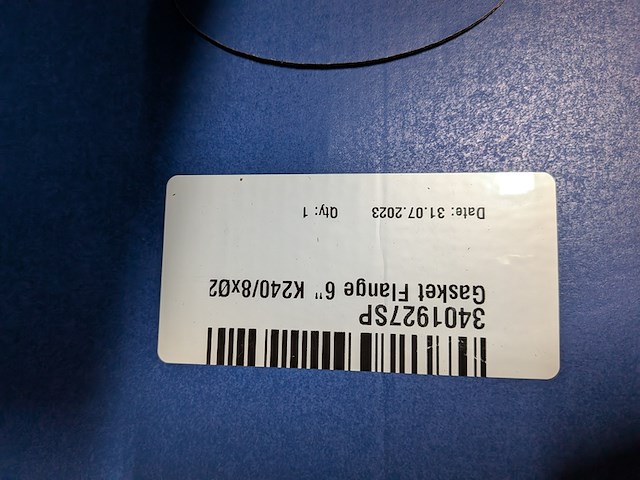 3401927SP
Gasket Flange 6" K240/8xØ2
Date: 31.07.2023 Qty: 1